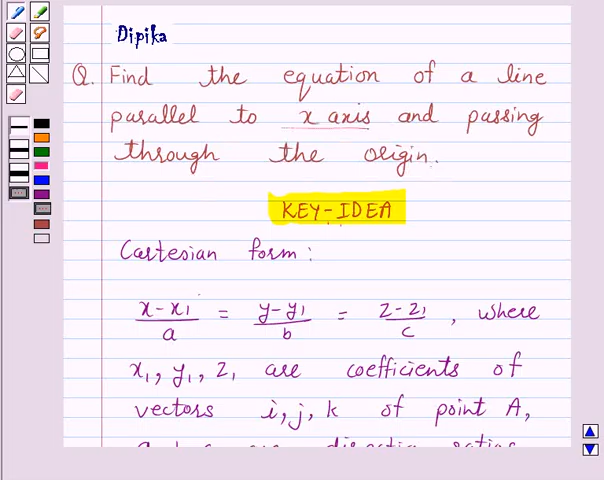 Dipika
Q. Find the equation of a line
parallel to x axis and passing
through the origin.
KEY-IDEA
Cartesian form :
x-x1/a = y-y1/b = z-z1/c , where
x1, y1, z1 are coefficients of
vectors i, j, k of point A,